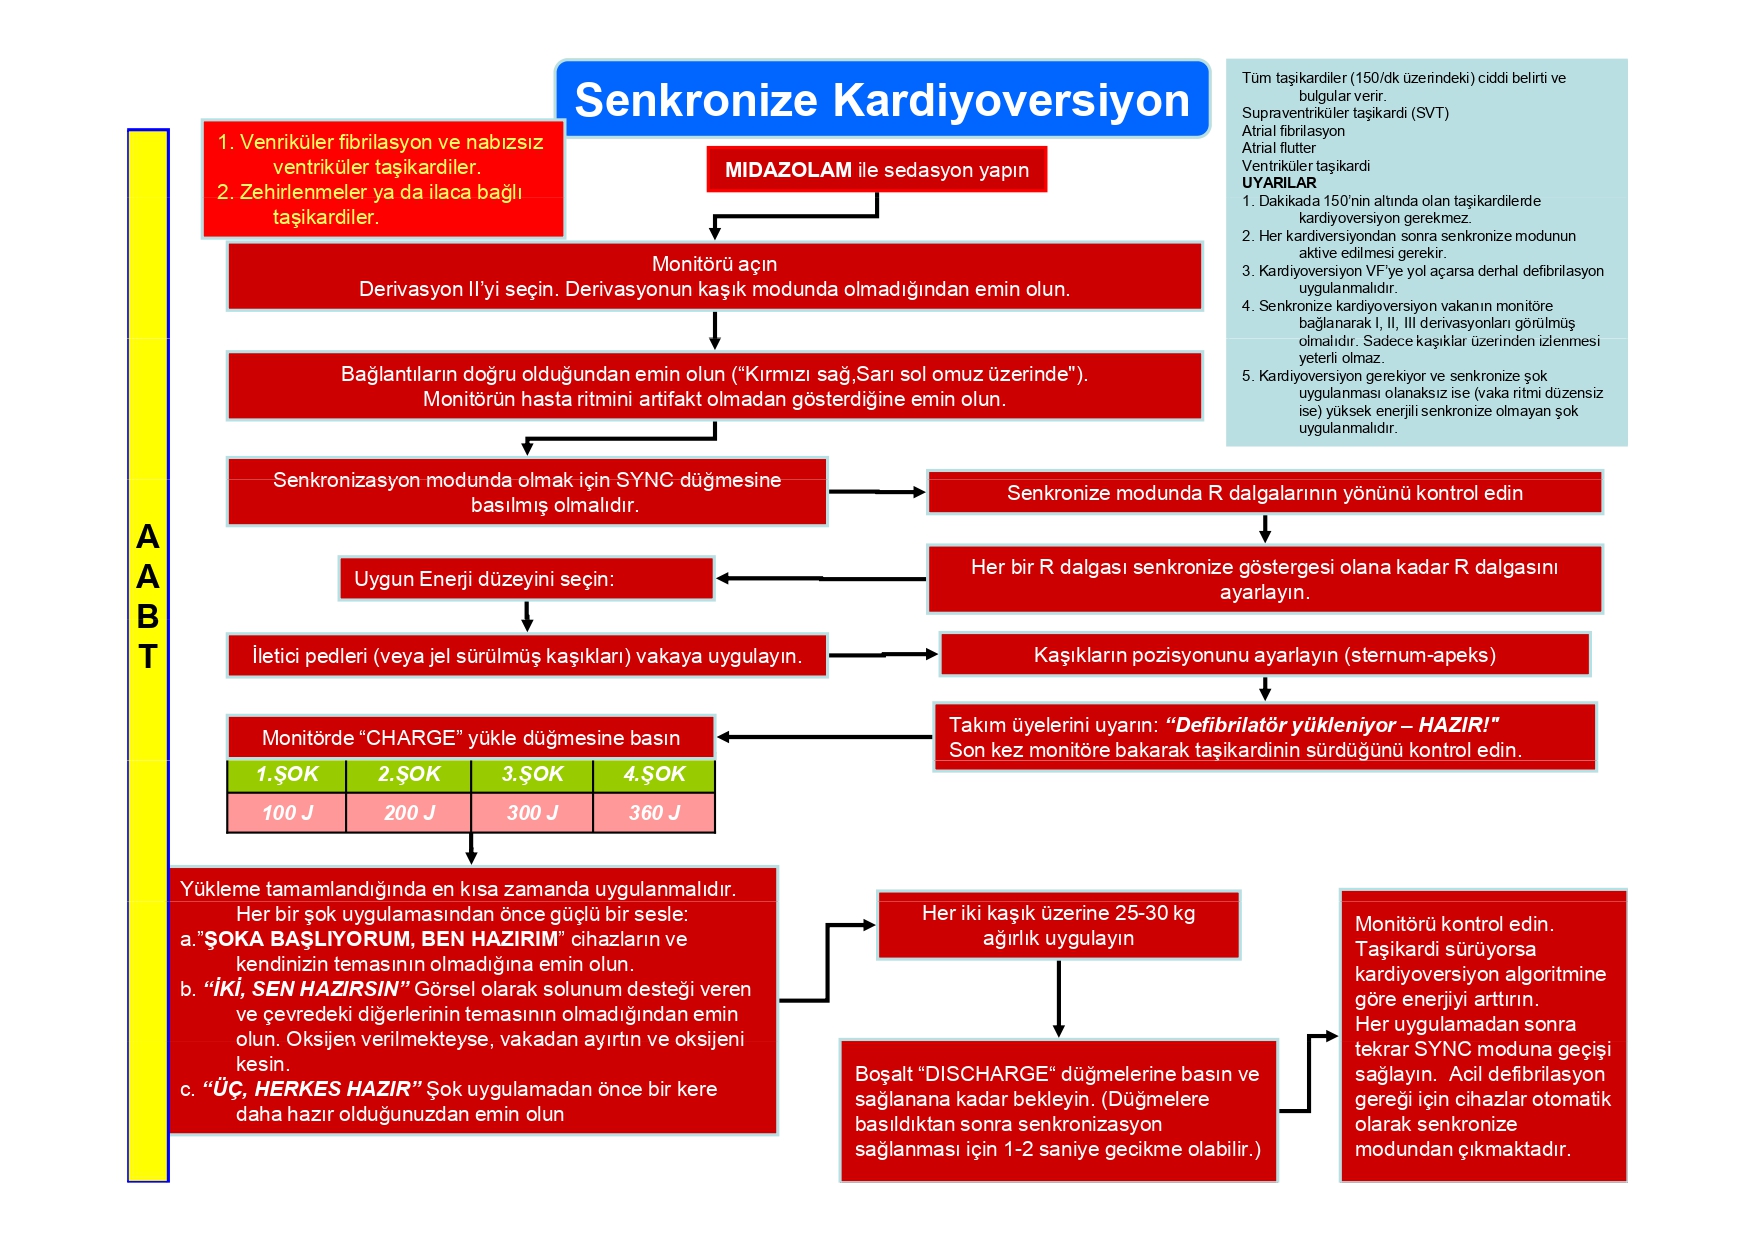 Senkronize Kardiyoversiyon
1. Venriküler fibrilasyon ve nabızsız
ventriküler taşikardiler.
2. Zehirlenmeler ya da ilaca bağlı
taşikardiler.
MIDAZOLAM ile sedasyon yapın
Tüm taşikardiler (150/dk üzerindeki) ciddi belirti ve
bulgular verir.
Supraventriküler taşikardi (SVT)
Atrial fibrilasyon
Atrial flutter
Ventriküler taşikardi
UYARILAR
1. Dakikada 150’nin altında olan taşikardilerde
kardiyoversiyon gerekmez.
2. Her kardiversiyondan sonra senkronize modunun
aktive edilmesi gerekir.
3. Kardiyoversiyon VF’ye yol açarsa derhal defibrilasyon
uygulanmalıdır.
4. Senkronize kardiyoversiyon vakanın monitöre
bağlanarak I, II, III derivasyonları görülmüş
olmalıdır. Sadece kaşıklar üzerinden izlenmesi
yeterli olmaz.
5. Kardiyoversiyon gerekiyor ve senkronize şok
uygulanması olanaksız ise (vaka ritmi düzensiz
ise) yüksek enerjili senkronize olmayan şok
uygulanmalıdır.
Monitörü açın
Derivasyon II’yi seçin. Derivasyonun kaşık modunda olmadığından emin olun.
Bağlantıların doğru olduğundan emin olun (“Kırmızı sağ,Sarı sol omuz üzerinde").
Monitörün hasta ritmini artifakt olmadan gösterdiğine emin olun.
Senkronizasyon modunda olmak için SYNC düğmesine
basılmış olmalıdır.
Senkronize modunda R dalgalarının yönünü kontrol edin
Her bir R dalgası senkronize göstergesi olana kadar R dalgasını
ayarlayın.
Uygun Enerji düzeyini seçin:
İletici pedleri (veya jel sürülmüş kaşıkları) vakaya uygulayın.
Kaşıkların pozisyonunu ayarlayın (sternum-apeks)
Takım üyelerini uyarın: “Defibrilatör yükleniyor – HAZIR!"
Son kez monitöre bakarak taşikardinin sürdüğünü kontrol edin.
Monitörde “CHARGE” yükle düğmesine basın
1.ŞOK 2.ŞOK 3.ŞOK 4.ŞOK
100 J 200 J 300 J 360 J
A
A
B
T
Yükleme tamamlandığında en kısa zamanda uygulanmalıdır.
Her bir şok uygulamasından önce güçlü bir sesle:
a.”ŞOKA BAŞLIYORUM, BEN HAZIRIM” cihazların ve
kendinizin temasının olmadığına emin olun.
b. “İKİ, SEN HAZIRSIN” Görsel olarak solunum desteği veren
ve çevredeki diğerlerinin temasının olmadığından emin
olun. Oksijen verilmekteyse, vakadan ayırtın ve oksijeni
kesin.
c. “ÜÇ, HERKES HAZIR” Şok uygulamadan önce bir kere
daha hazır olduğunuzdan emin olun
Her iki kaşık üzerine 25-30 kg
ağırlık uygulayın
Boşalt “DISCHARGE“ düğmelerine basın ve
sağlanana kadar bekleyin. (Düğmelere
basıldıktan sonra senkronizasyon
sağlanması için 1-2 saniye gecikme olabilir.)
Monitörü kontrol edin.
Taşikardi sürüyorsa
kardiyoversiyon algoritmine
göre enerjiyi arttırın.
Her uygulamadan sonra
tekrar SYNC moduna geçişi
sağlayın. Acil defibrilasyon
gereği için cihazlar otomatik
olarak senkronize
modundan çıkmaktadır.